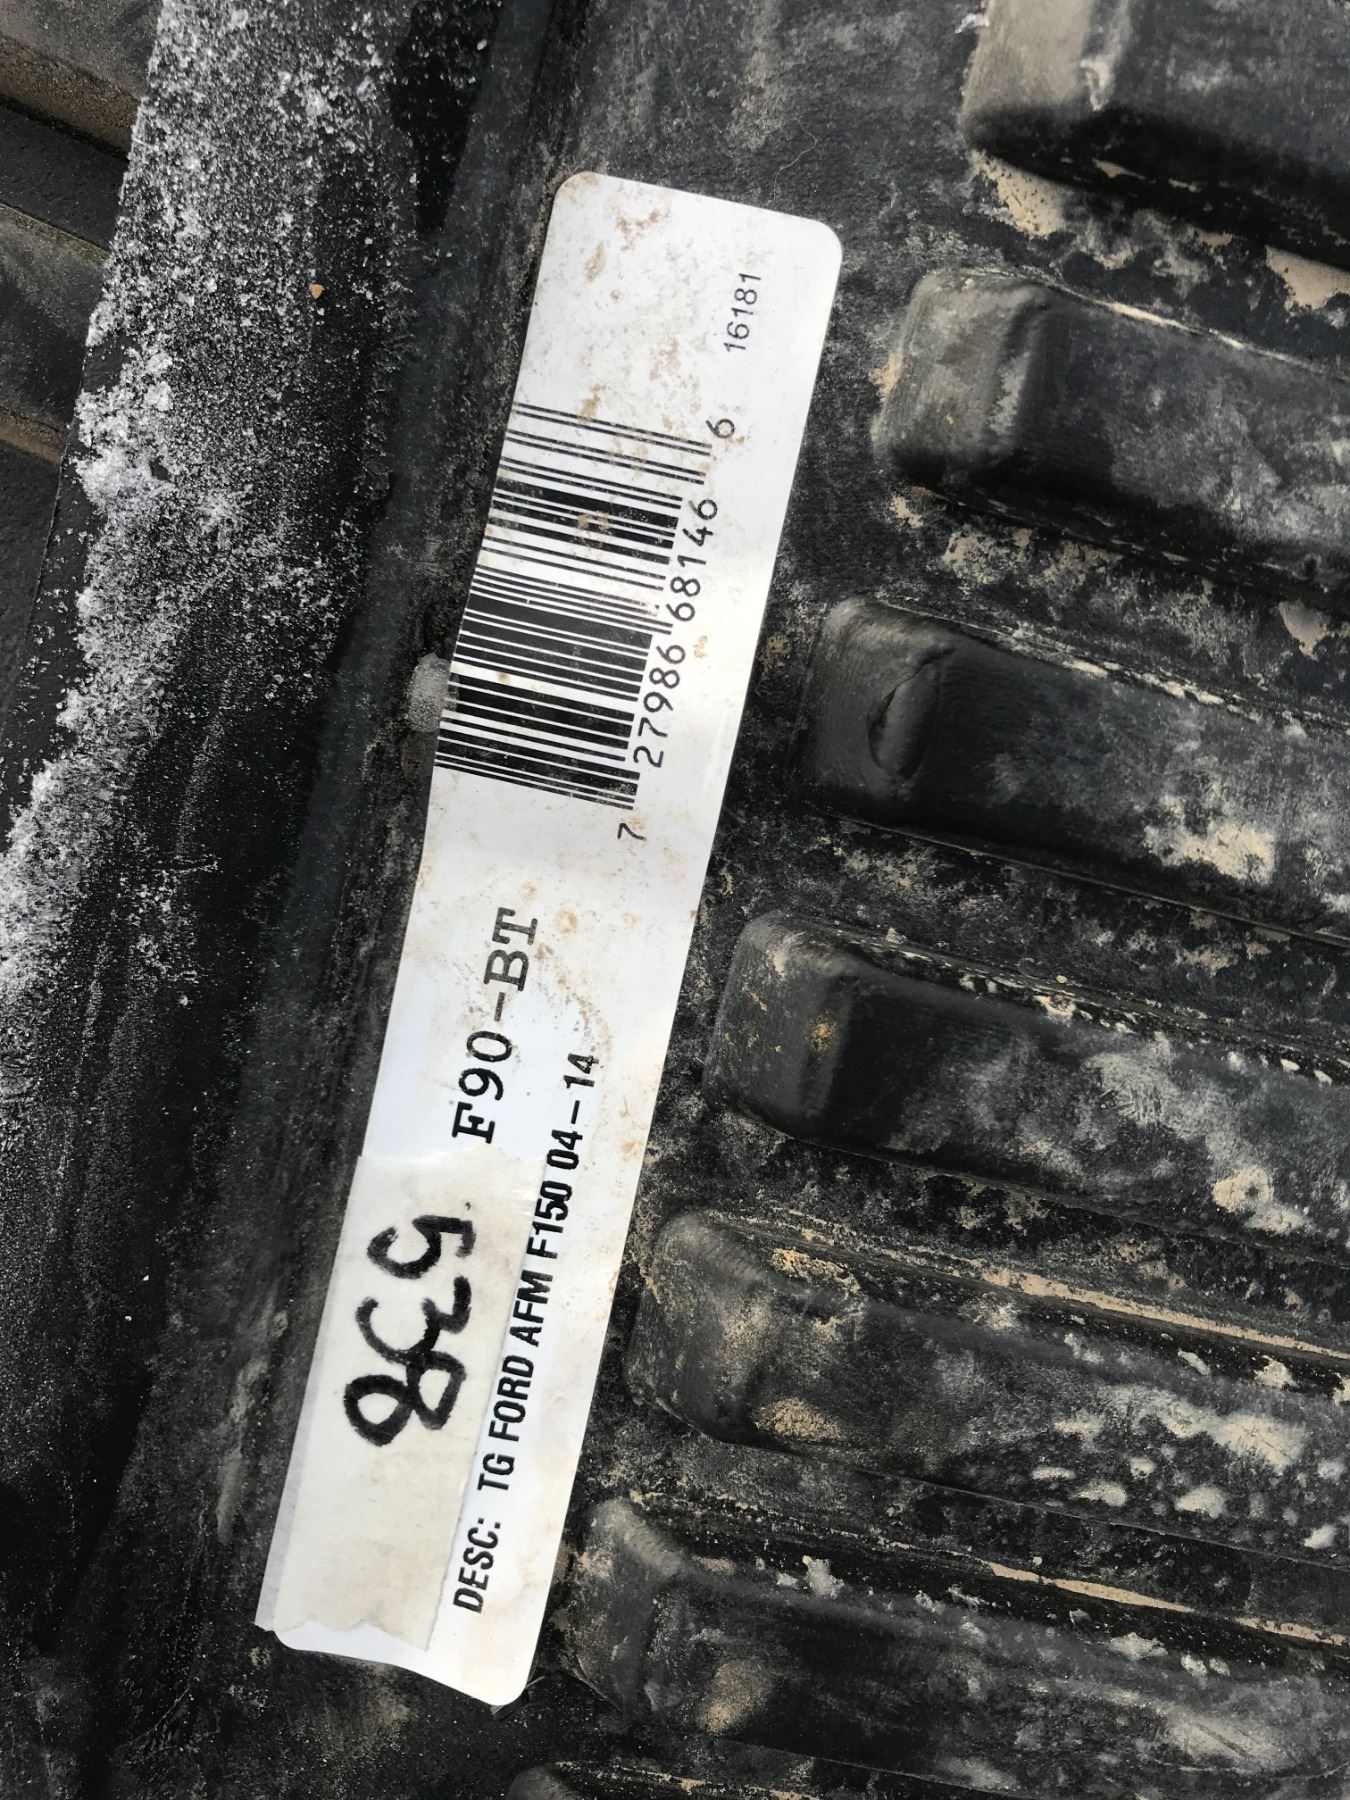 538 F90-BT
DESC: TG FORD AFM F150 04-14
7 27986 68146 6
16181